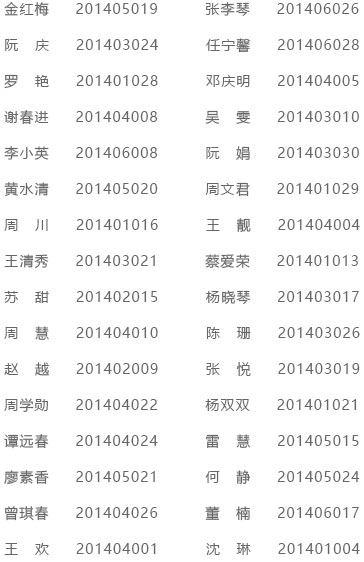 金红梅 201405019 张李琴 201406026
阮 庆 201403024 任宁馨 201406028
罗 艳 201401028 邓庆明 201404005
谢春进 201404008 吴 雯 201403010
李小英 201406008 阮 娟 201403030
黄水清 201405020 周文君 201401029
周 川 201401016 王 靓 201404004
王清秀 201403021 蔡爱荣 201401013
苏 甜 201402015 杨晓琴 201403017
周 慧 201404010 陈 珊 201403026
赵 越 201402009 张 悦 201403019
周学勋 201404022 杨双双 201401021
谭远春 201404024 雷 慧 201405015
廖素香 201405021 何 静 201405024
曾琪春 201404026 董 楠 201406017
王 欢 201404001 沈 琳 201401004